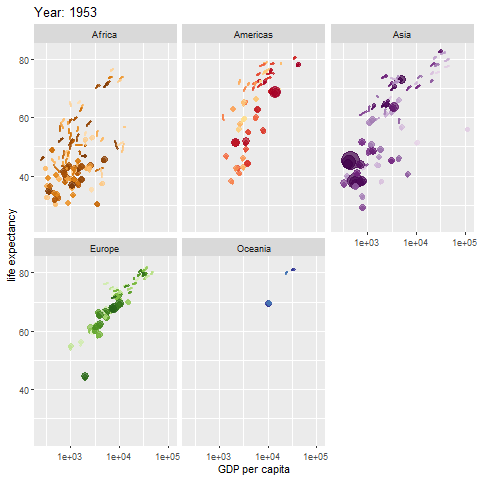 Year: 1953
Africa
Americas
Asia
80
60
40
1e+03 1e+04 1e+05
life expectancy
Europe
Oceania
80
60
40
1e+03 1e+04 1e+05
1e+03 1e+04 1e+05
GDP per capita